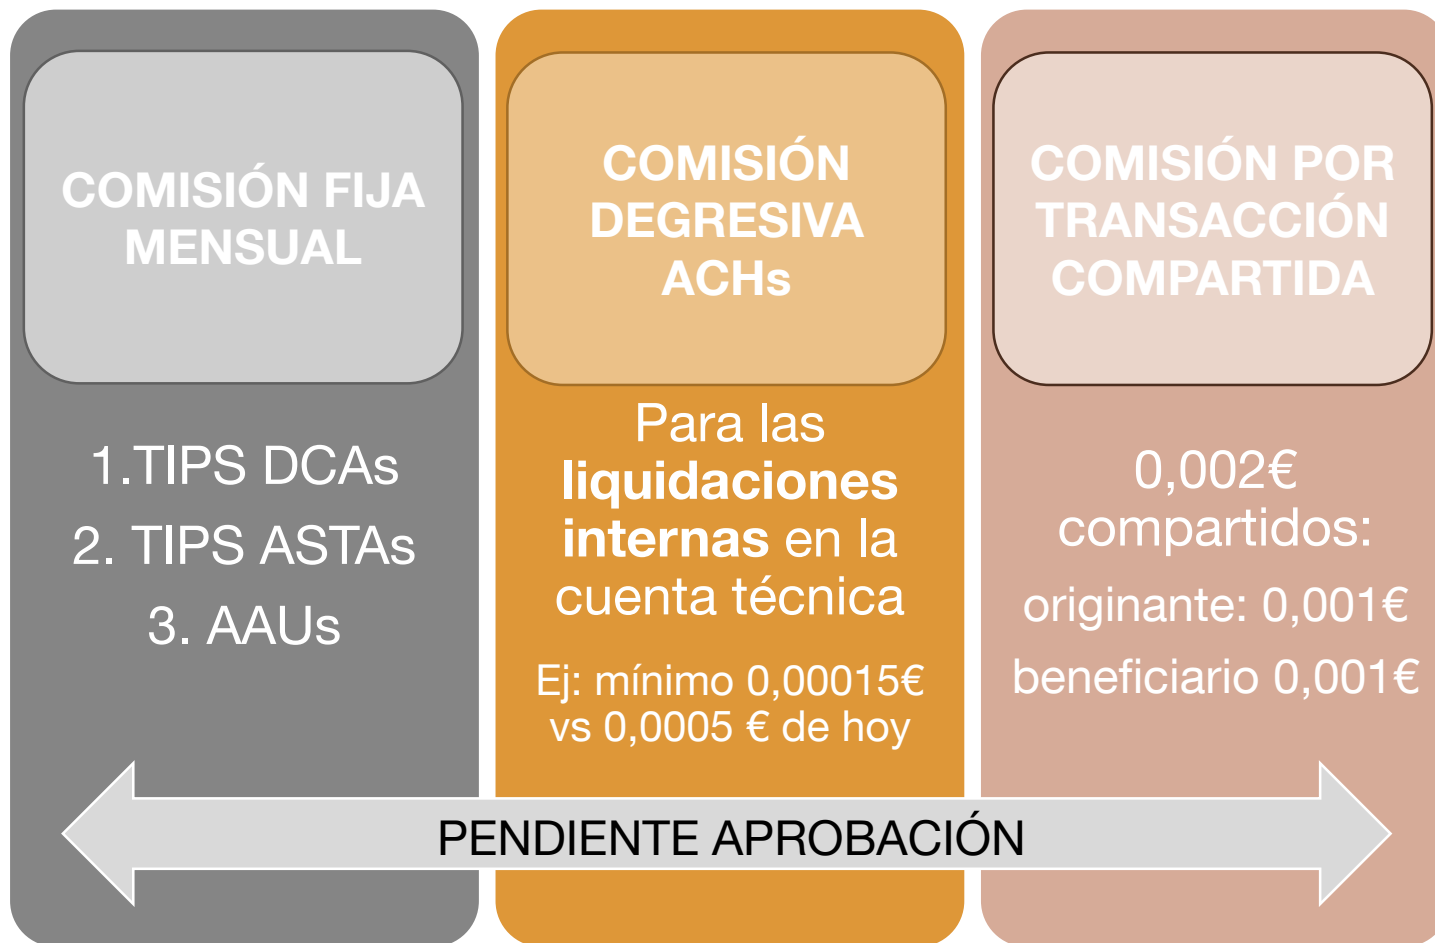 COMISIÓN FIJA
MENSUAL
1.TIPS DCAs
2. TIPS ASTAs
3. AAUs
COMISIÓN
DEGRESIVA
ACHs
Para las
liquidaciones
internas en la
cuenta técnica
Ej: mínimo 0,00015€
vs 0,0005 € de hoy
COMISIÓN POR
TRANSACCIÓN
COMPARTIDA
0,002€
compartidos:
originante: 0,001€
beneficiario 0,001€
PENDIENTE APROBACIÓN